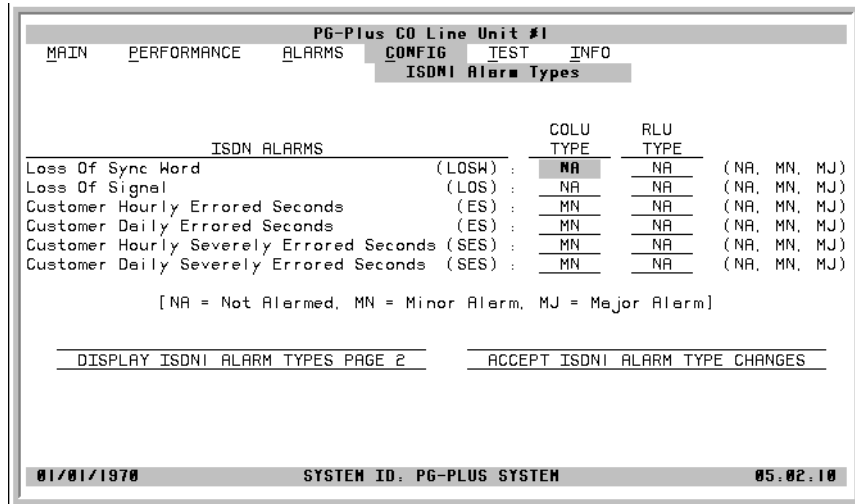 PG-Plus CO Line Unit #1
MAIN PERFORMANCE ALARMS CONFIG TEST INFO
ISDN1 Alarm Types
COLU RLU
ISDN ALARMS TYPE TYPE
Loss Of Sync Word (LOSW) : NA NA (NA, MN, MJ)
Loss Of Signal (LOS) : NA NA (NA, MN, MJ)
Customer Hourly Errored Seconds (ES) : MN NA (NA, MN, MJ)
Customer Daily Errored Seconds (ES) : MN NA (NA, MN, MJ)
Customer Hourly Severely Errored Seconds (SES) : MN NA (NA, MN, MJ)
Customer Daily Severely Errored Seconds (SES) : MN NA (NA, MN, MJ)
[NA = Not Alarmed, MN = Minor Alarm, MJ = Major Alarm]
DISPLAY ISDN1 ALARM TYPES PAGE 2 ACCEPT ISDN1 ALARM TYPE CHANGES
01/01/1970 SYSTEM ID: PG-PLUS SYSTEM 05:02:10